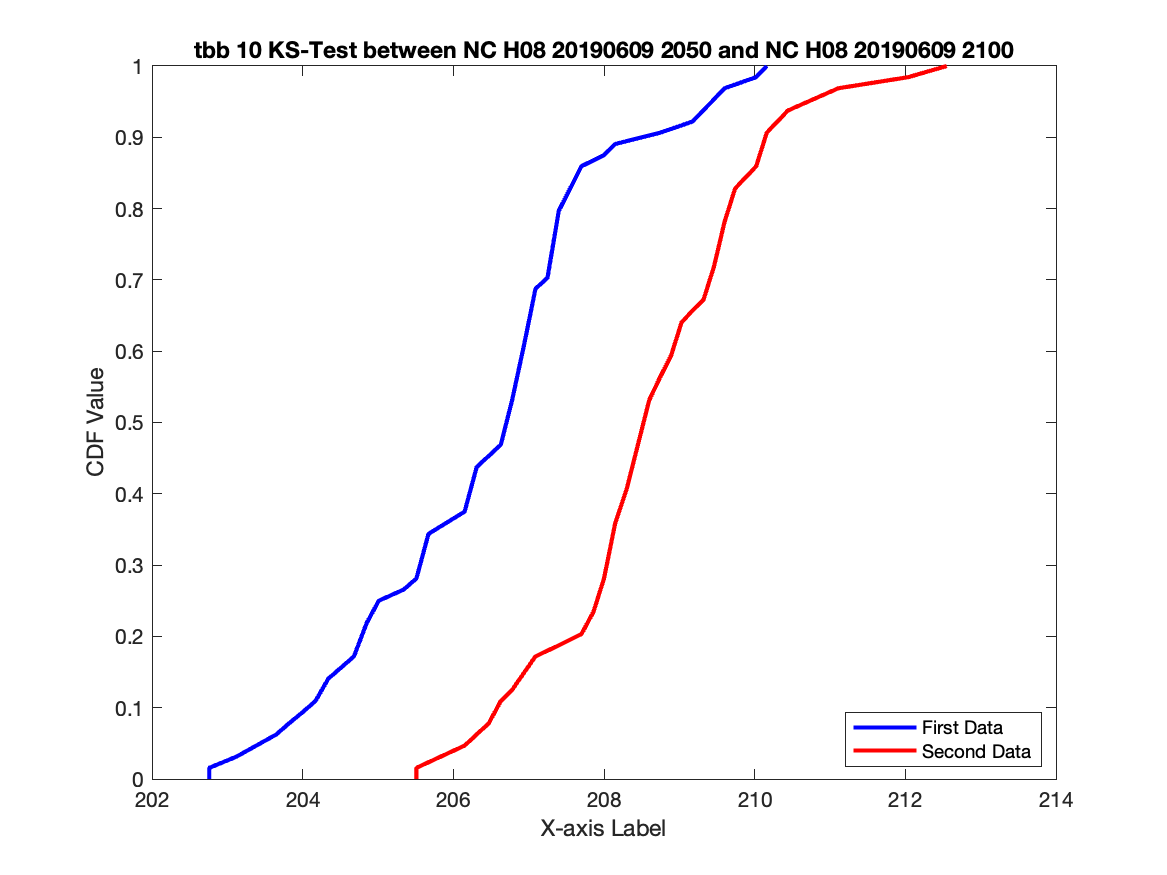 tbb 10 KS-Test between NC H08 20190609 2050 and NC H08 20190609 2100
1
0.9
0.8
0.7
0.6
0.5
0.4
0.3
0.2
0.1
0
CDF Value
First Data
Second Data
202 204 206 208 210 212 214
X-axis Label